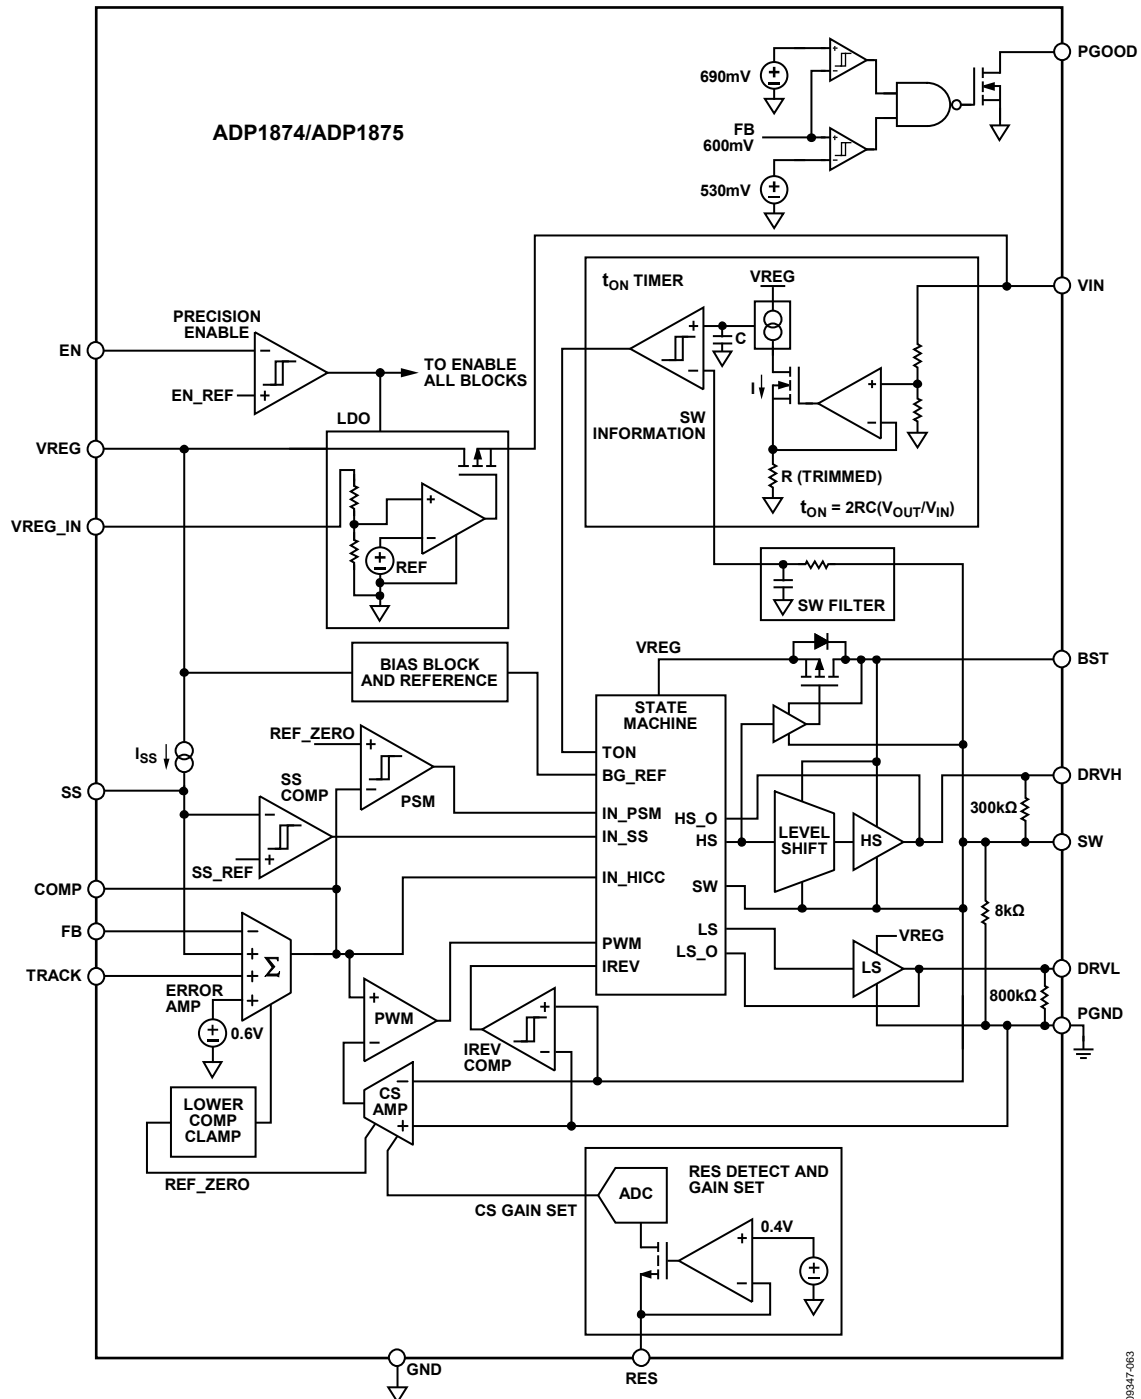 PGOOD
690mV
ADP1874/ADP1875
FB
600mV
530mV
tON TIMER
VREG
VIN
PRECISION
ENABLE
EN
C
TO ENABLE
ALL BLOCKS
EN_REF
I
LDO
SW
INFORMATION
VREG
R (TRIMMED)
VREG_IN
tON = 2RC(VOUT/VIN)
REF
SW FILTER
VREG
BST
BIAS BLOCK
AND REFERENCE
STATE
MACHINE
REF_ZERO
ISS
TON
BG_REF
DRVH
SS
SS
COMP
PSM
IN_PSM
HS_O
300kΩ
IN_SS
HS
LEVEL
SHIFT
HS
SW
SS_REF
COMP
IN_HICC
SW
8kΩ
FB
LS
VREG
Σ
PWM
LS_O
TRACK
IREV
LS
DRVL
ERROR
AMP
800kΩ
PWM
PGND
0.6V
IREV
COMP
CS
AMP
LOWER
COMP
CLAMP
REF_ZERO
RES DETECT AND
GAIN SET
ADC
CS GAIN SET
0.4V
GND
RES
09347-063